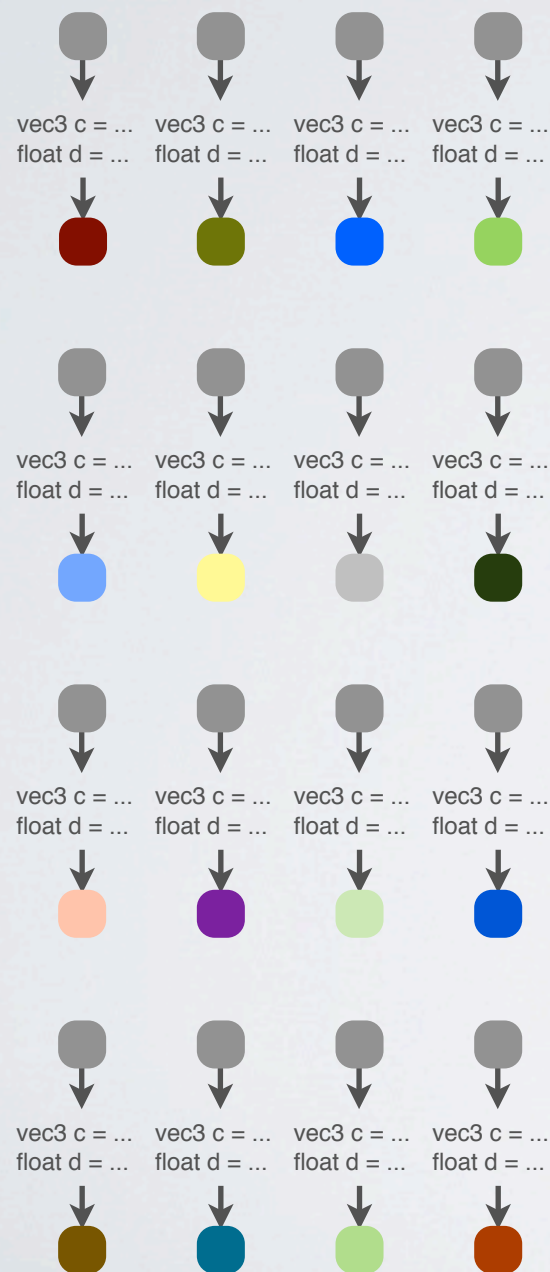 vec3 c = ... vec3 c = ... vec3 c = ... vec3 c = ...
float d = ... float d = ... float d = ... float d = ...
vec3 c = ... vec3 c = ... vec3 c = ... vec3 c = ...
float d = ... float d = ... float d = ... float d = ...
vec3 c = ... vec3 c = ... vec3 c = ... vec3 c = ...
float d = ... float d = ... float d = ... float d = ...
vec3 c = ... vec3 c = ... vec3 c = ... vec3 c = ...
float d = ... float d = ... float d = ... float d = ...